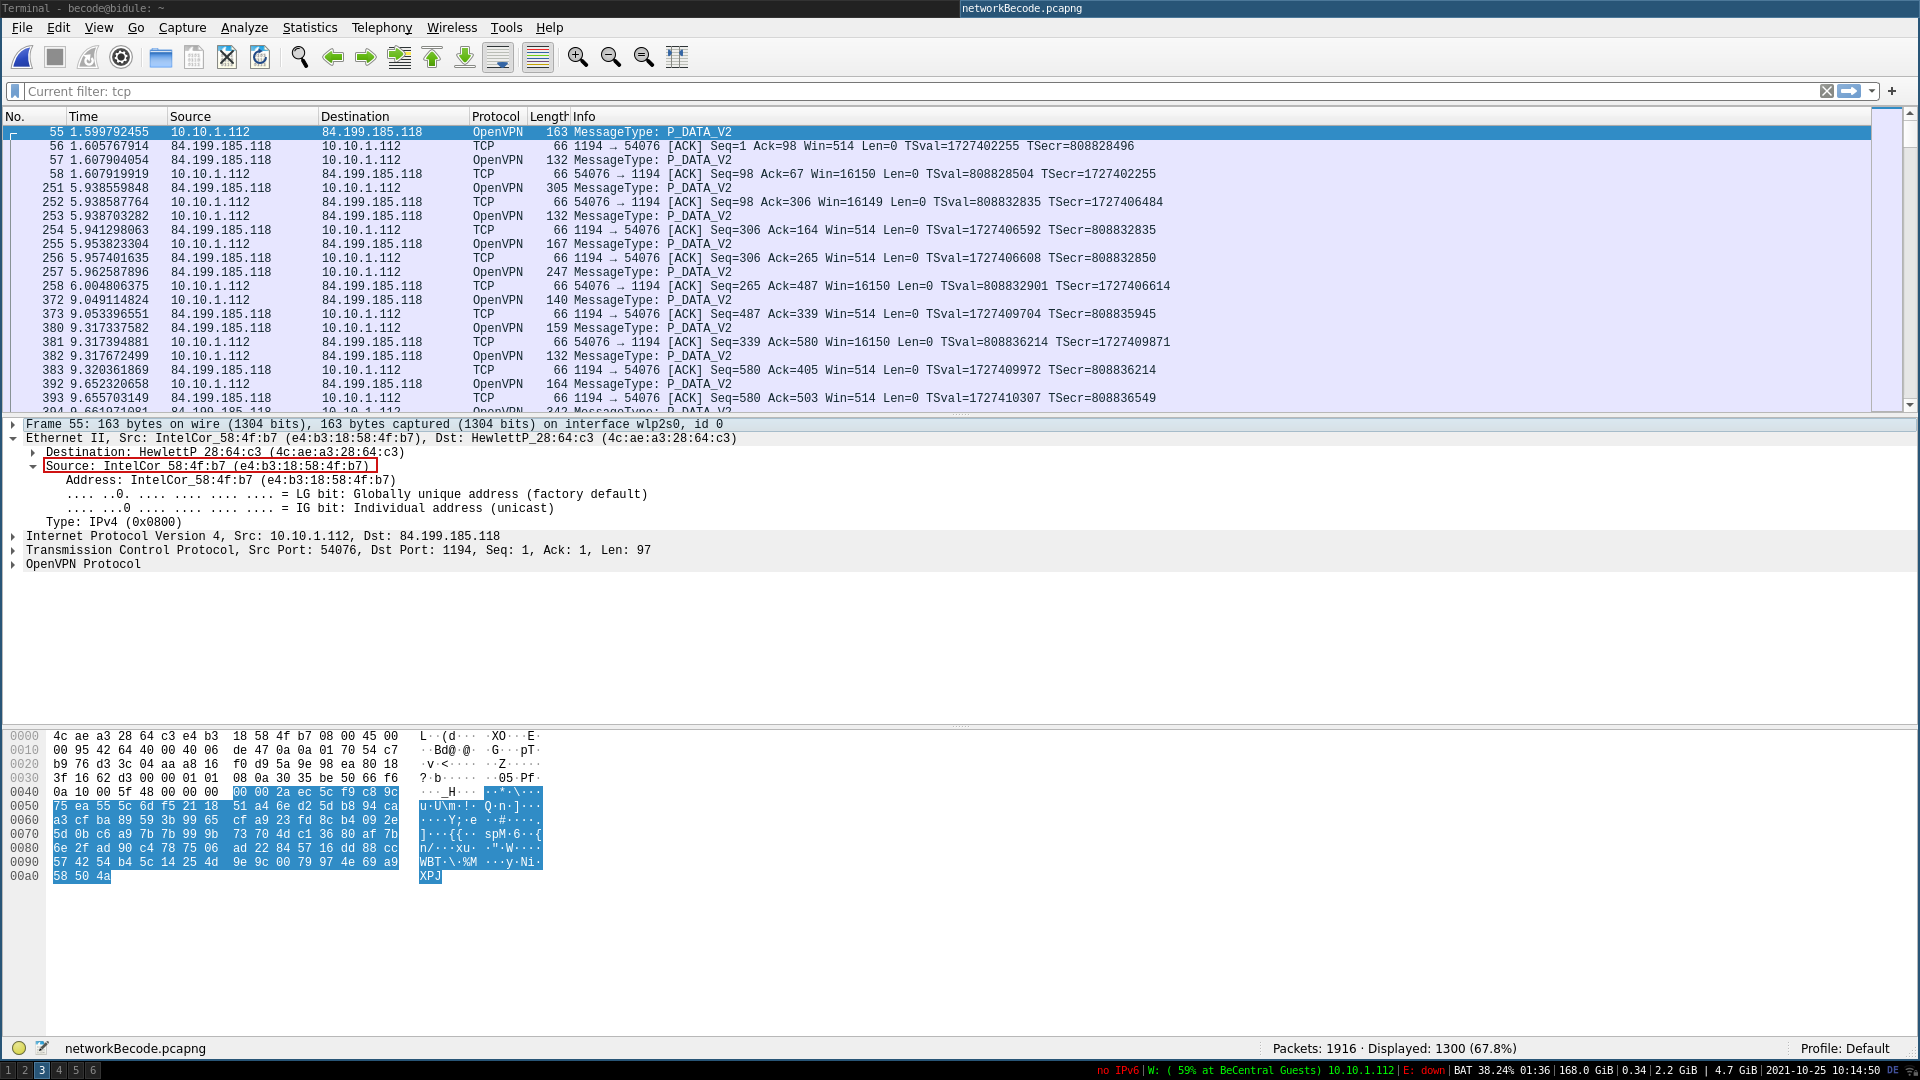 Terminal - becode@bidule: ~
networkBecode.pcapng
File Edit View Go Capture Analyze Statistics Telephony Wireless Tools Help
Current filter: tcp
No. Time Source Destination Protocol Length Info
55 1.599792455 10.10.1.112 84.199.185.118 OpenVPN 163 MessageType: P_DATA_V2
56 1.605767914 84.199.185.118 10.10.1.112 TCP 66 1194 → 54076 [ACK] Seq=1 Ack=98 Win=514 Len=0 TSval=1727402255 TSecr=808828496
57 1.607904054 84.199.185.118 10.10.1.112 OpenVPN 132 MessageType: P_DATA_V2
58 1.607919919 10.10.1.112 84.199.185.118 TCP 66 54076 → 1194 [ACK] Seq=98 Ack=67 Win=16150 Len=0 TSval=808828504 TSecr=1727402255
251 5.938559848 84.199.185.118 10.10.1.112 OpenVPN 305 MessageType: P_DATA_V2
252 5.938587764 10.10.1.112 84.199.185.118 TCP 66 54076 → 1194 [ACK] Seq=98 Ack=306 Win=16149 Len=0 TSval=808832835 TSecr=1727406484
253 5.938703282 10.10.1.112 84.199.185.118 OpenVPN 132 MessageType: P_DATA_V2
254 5.941298063 84.199.185.118 10.10.1.112 TCP 66 1194 → 54076 [ACK] Seq=306 Ack=164 Win=514 Len=0 TSval=1727406592 TSecr=808832835
255 5.953823304 10.10.1.112 84.199.185.118 OpenVPN 167 MessageType: P_DATA_V2
256 5.957401635 84.199.185.118 10.10.1.112 TCP 66 1194 → 54076 [ACK] Seq=306 Ack=265 Win=514 Len=0 TSval=1727406608 TSecr=808832850
257 5.962587896 84.199.185.118 10.10.1.112 OpenVPN 247 MessageType: P_DATA_V2
258 6.004806375 10.10.1.112 84.199.185.118 TCP 66 54076 → 1194 [ACK] Seq=265 Ack=487 Win=16150 Len=0 TSval=808832901 TSecr=1727406614
372 9.049114824 10.10.1.112 84.199.185.118 OpenVPN 140 MessageType: P_DATA_V2
373 9.053396551 84.199.185.118 10.10.1.112 TCP 66 1194 → 54076 [ACK] Seq=487 Ack=339 Win=514 Len=0 TSval=1727409704 TSecr=808835945
380 9.317337582 84.199.185.118 10.10.1.112 OpenVPN 159 MessageType: P_DATA_V2
381 9.317394881 10.10.1.112 84.199.185.118 TCP 66 54076 → 1194 [ACK] Seq=339 Ack=580 Win=16150 Len=0 TSval=808836214 TSecr=1727409871
382 9.317672499 10.10.1.112 84.199.185.118 OpenVPN 132 MessageType: P_DATA_V2
383 9.320361869 84.199.185.118 10.10.1.112 TCP 66 1194 → 54076 [ACK] Seq=580 Ack=405 Win=514 Len=0 TSval=1727409972 TSecr=808836214
392 9.652320658 10.10.1.112 84.199.185.118 OpenVPN 164 MessageType: P_DATA_V2
393 9.655703149 84.199.185.118 10.10.1.112 TCP 66 1194 → 54076 [ACK] Seq=580 Ack=503 Win=514 Len=0 TSval=1727410307 TSecr=808836549
394 9.661971081 84.199.185.118 10.10.1.112 OpenVPN 342 MessageType: P_DATA_V2
Frame 55: 163 bytes on wire (1304 bits), 163 bytes captured (1304 bits) on interface wlp2s0, id 0
Ethernet II, Src: IntelCor_58:4f:b7 (e4:b3:18:58:4f:b7), Dst: HewlettP_28:64:c3 (4c:ae:a3:28:64:c3)
Destination: HewlettP_28:64:c3 (4c:ae:a3:28:64:c3)
Source: IntelCor_58:4f:b7 (e4:b3:18:58:4f:b7)
Address: IntelCor_58:4f:b7 (e4:b3:18:58:4f:b7)
.... ..0. .... .... .... .... = LG bit: Globally unique address (factory default)
.... ...0 .... .... .... .... = IG bit: Individual address (unicast)
Type: IPv4 (0x0800)
Internet Protocol Version 4, Src: 10.10.1.112, Dst: 84.199.185.118
Transmission Control Protocol, Src Port: 54076, Dst Port: 1194, Seq: 1, Ack: 1, Len: 97
OpenVPN Protocol
0000 4c ae a3 28 64 c3 e4 b3 18 58 4f b7 08 00 45 00 L··(d··· ·XO···E·
0010 00 95 42 64 40 00 40 06 de 47 0a 0a 01 70 54 c7 ··Bd@·@· ·G···pT·
0020 b9 76 d3 3c 04 aa a8 16 f0 d9 5a 9e 98 ea 80 18 ·v·<···· ··Z·····
0030 3f 16 62 d3 00 00 01 01 08 0a 30 35 be 50 66 f6 ?·b····· ··05·Pf·
0040 0a 10 00 5f 48 00 00 00 00 00 2a ec 5c f9 c8 9c ···_H··· ··*·\···
0050 75 ea 55 5c 6d f5 21 18 51 a4 6e d2 5d b8 94 ca u·U\m·!· Q·n·]···
0060 a3 cf ba 89 59 3b 99 65 cf a9 23 fd 8c b4 09 2e ····Y;·e ··#····.
0070 5d 0b c6 a9 7b 7b 99 9b 73 70 4d c1 36 80 af 7b ]···{{·· spM·6··{
0080 6e 2f ad 90 c4 78 75 06 ad 22 84 57 16 dd 88 cc n/···xu· ·"·W····
0090 57 42 54 b4 5c 14 25 4d 9e 9c 00 79 97 4e 69 a9 WBT·\·%M ···y·Ni·
00a0 58 50 4a XPJ
networkBecode.pcapng
Packets: 1916 · Displayed: 1300 (67.8%)
Profile: Default
1 2 3 4 5 6
no IPv6|W: ( 59% at BeCentral Guests) 10.10.1.112|E: down|BAT 38.24% 01:36|168.0 GiB|0.34|2.2 GiB | 4.7 GiB|2021-10-25 10:14:50 DE